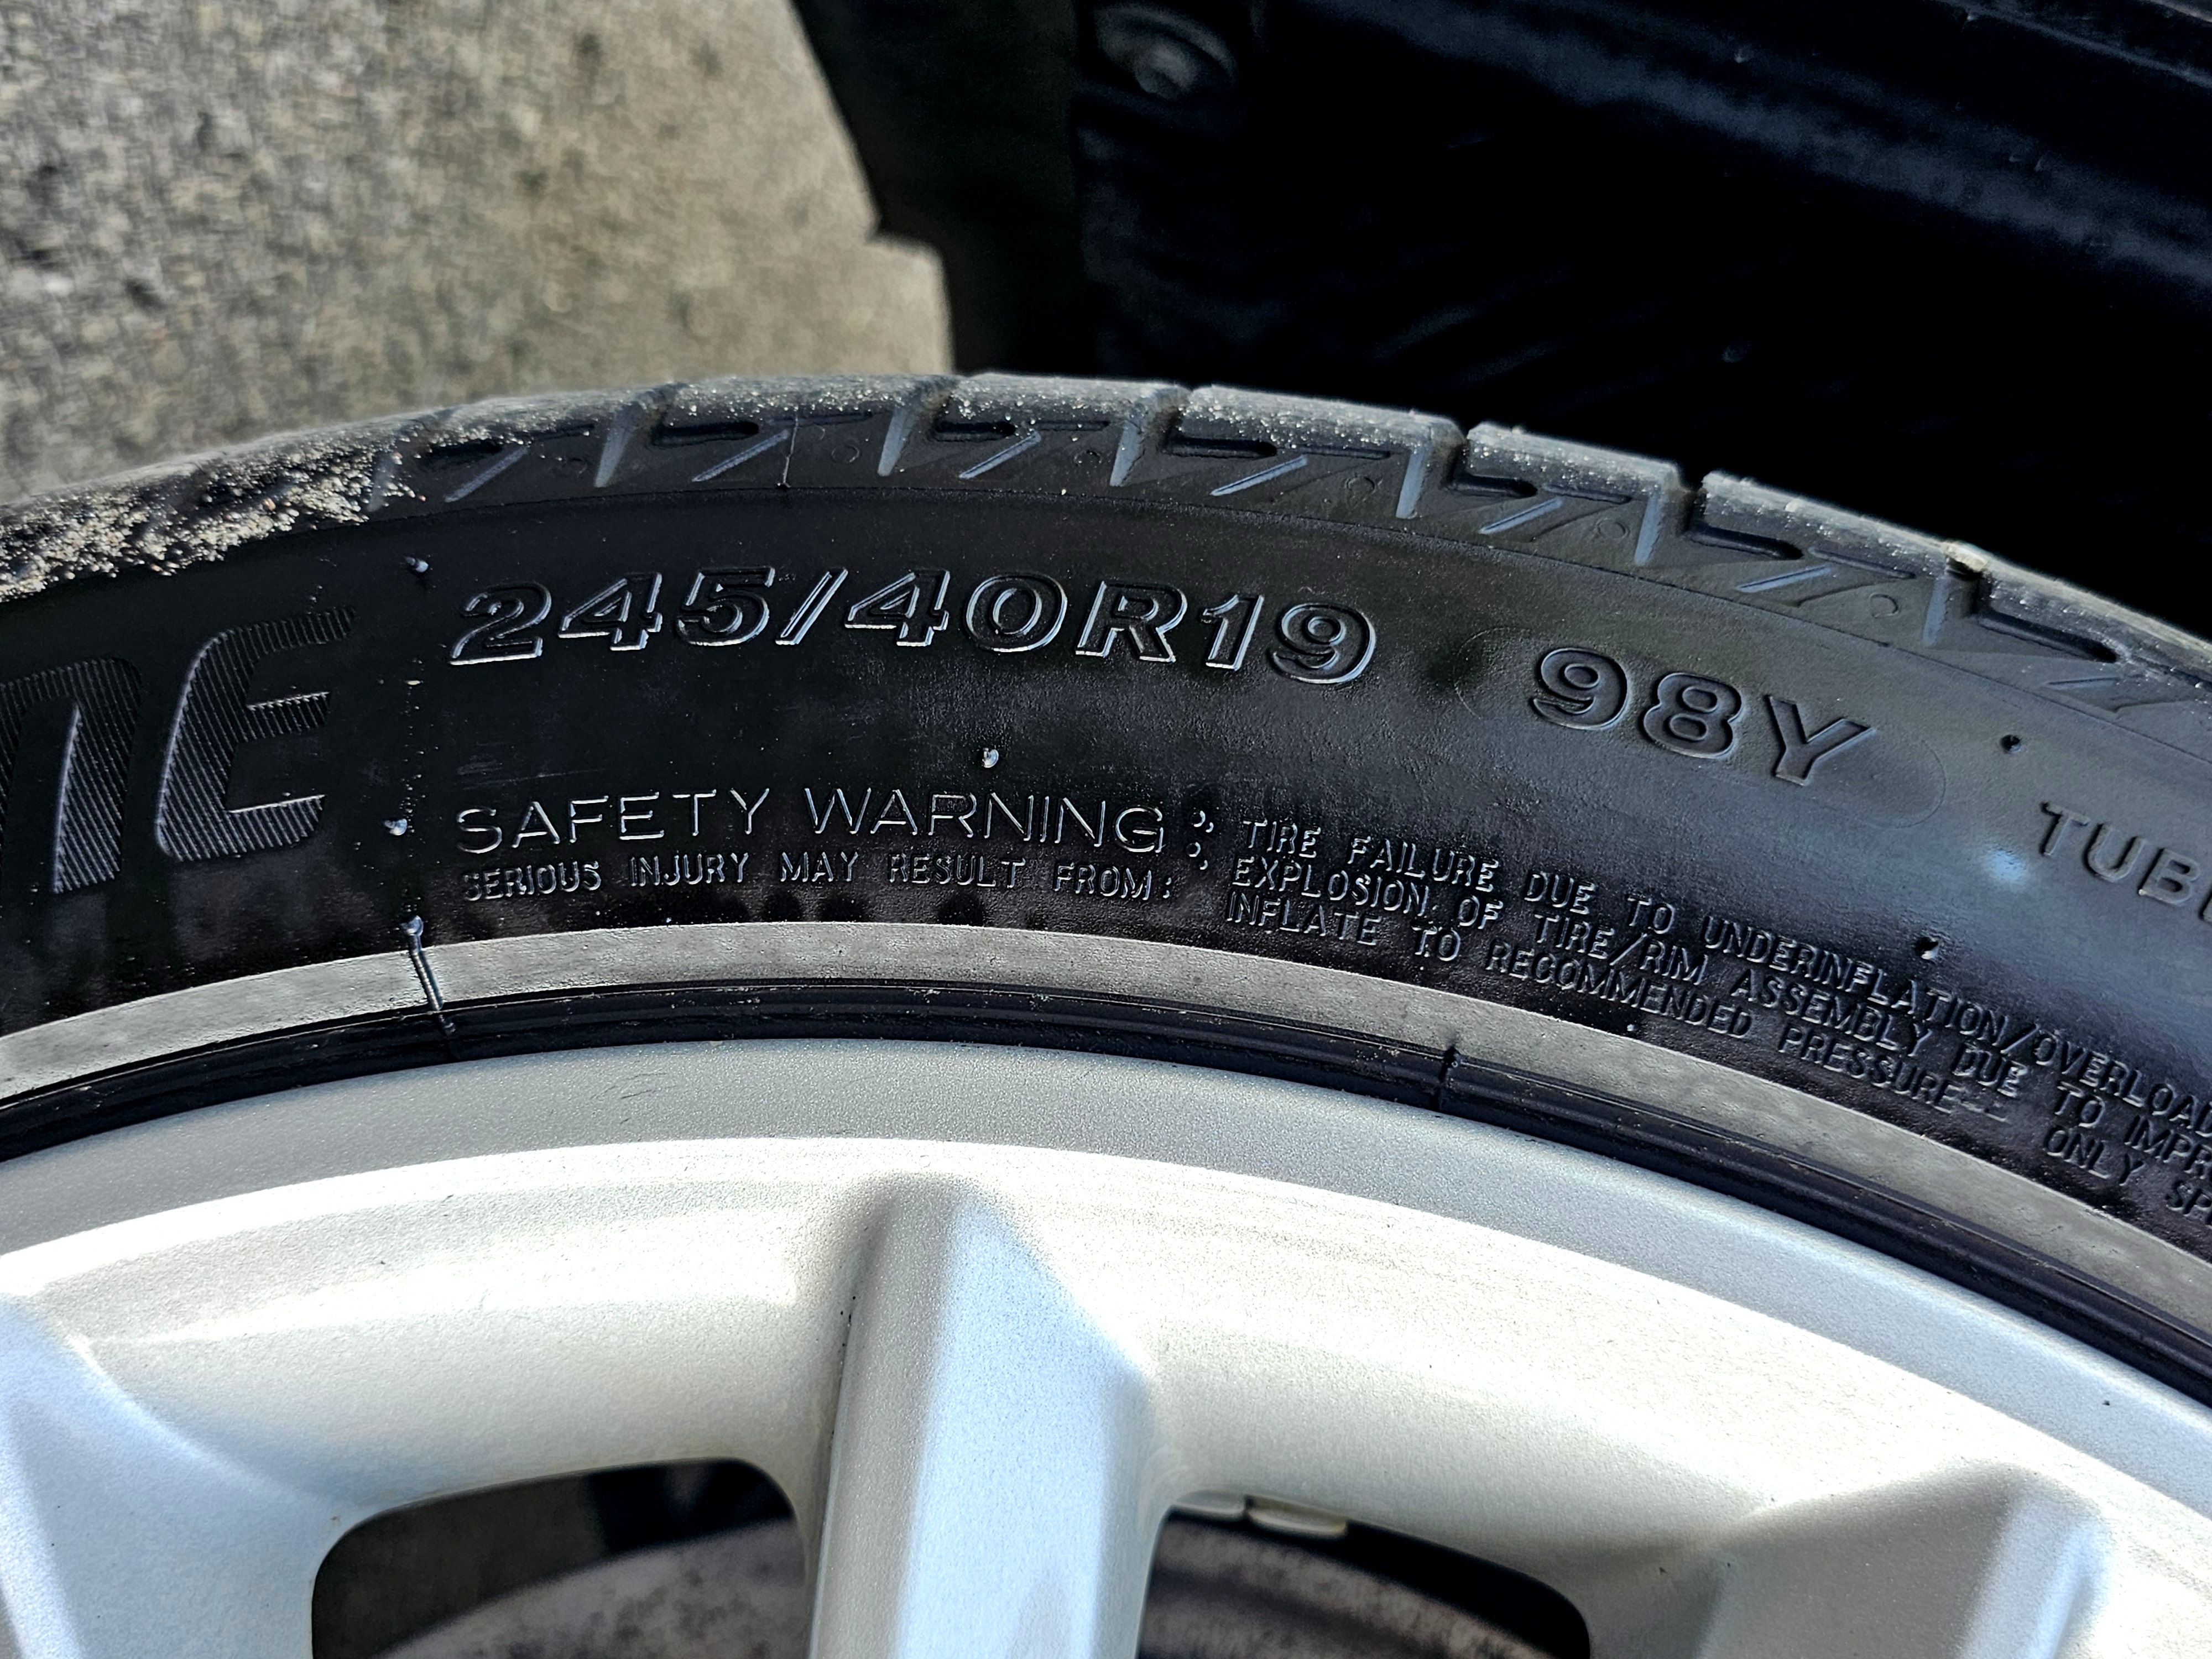 245/40R19 98Y
SAFETY WARNING:
SERIOUS INJURY MAY RESULT FROM:
; TIRE FAILURE DUE TO UNDERINFLATION/
; EXPLOSION OF TIRE/RIM ASSEMBLY DUE TO
INFLATE TO RECOMMENDED PRESSURE
ONLY